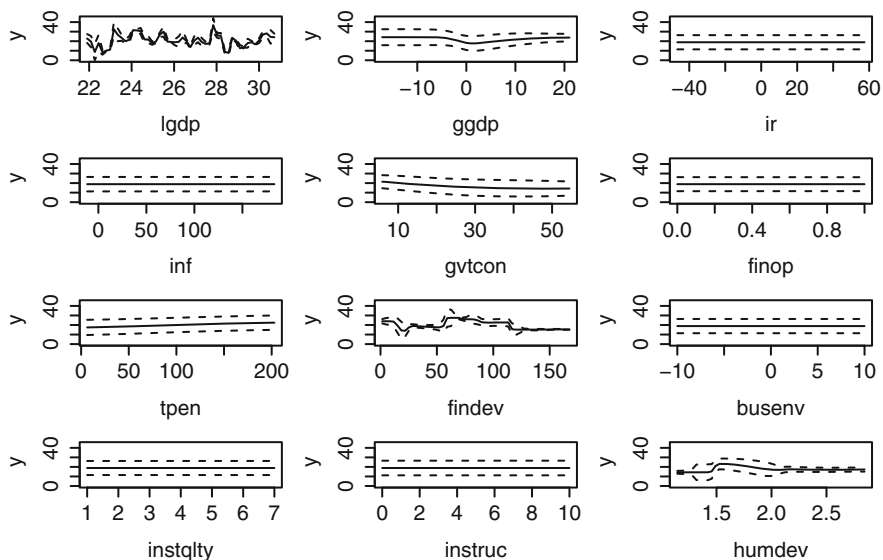 y 0 40 y 0 40 y 0 40
22 24 26 28 30 −10 0 10 20 −40 0 20 60
lgdp ggdp ir
y 0 40 y 0 40 y 0 40
0 50 100 10 30 50 0.0 0.4 0.8
inf gvtcon finop
y 0 40 y 0 40 y 0 40
0 50 100 200 0 50 100 150 −10 0 5 10
tpen findev busenv
y 0 40 y 0 40 y 0 40
1 2 3 4 5 6 7 0 2 4 6 8 10 1.5 2.0 2.5
instqlty instruc humdev